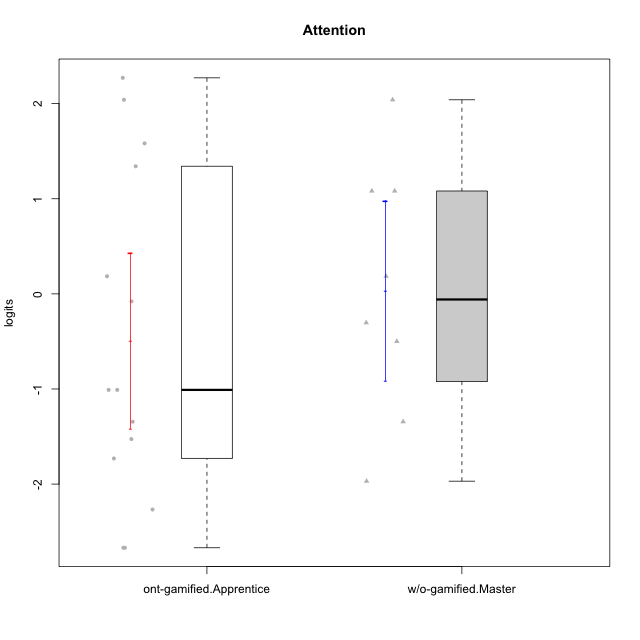 Attention
logits
2
1
0
-1
-2
ont-gamified.Apprentice
w/o-gamified.Master